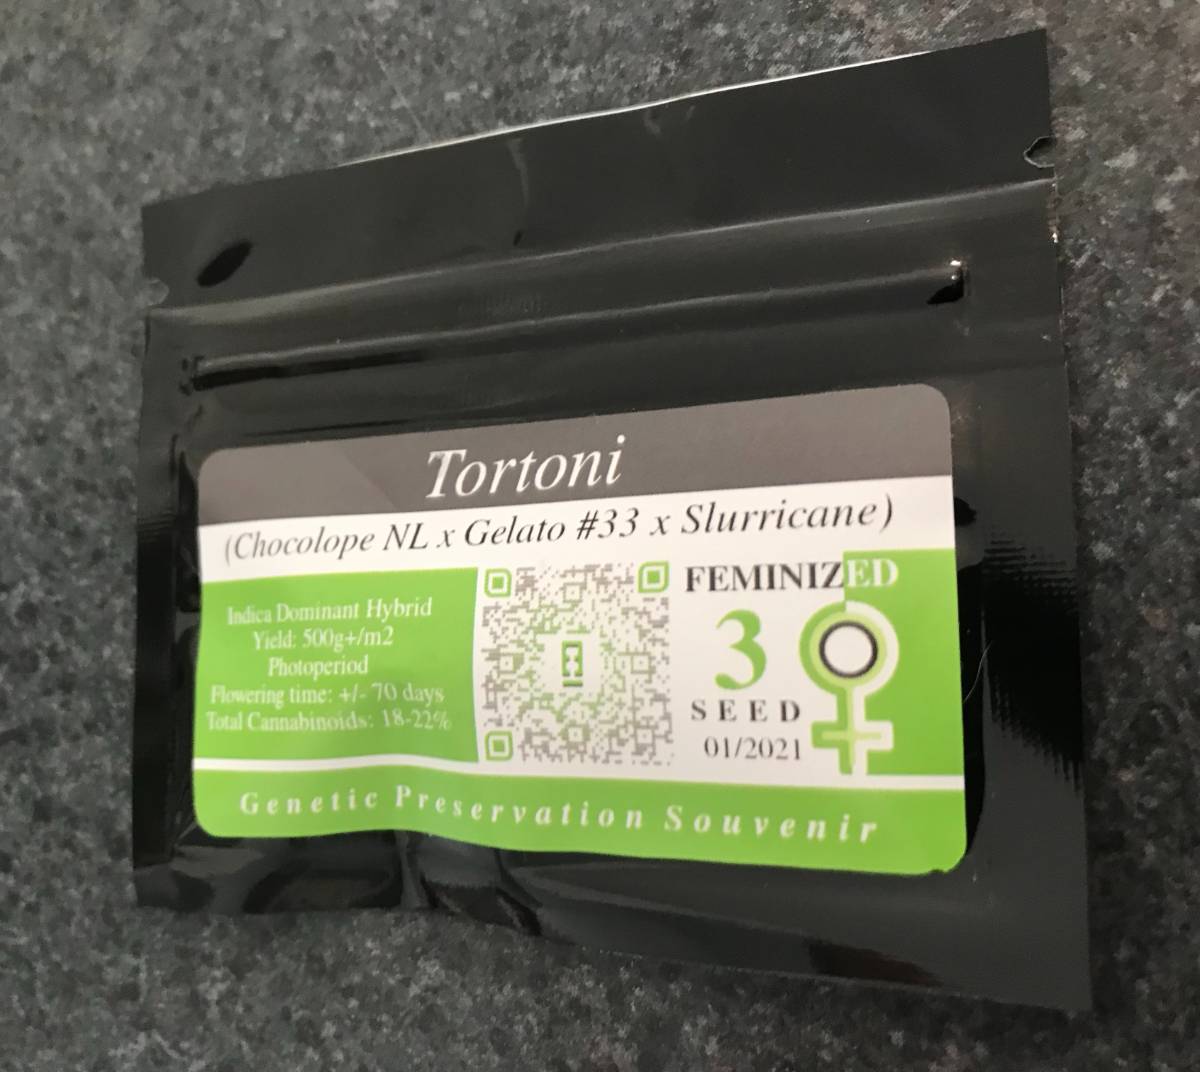 Tortoni
(Chocolope NL x Gelato #33 x Slurricane)
Indica Dominant Hybrid
Yield: 500g+/m2
Photoperiod
Flowering time: +/- 70 days
Total Cannabinoids: 18-22%
FEMINIZED
3
SEED
01/2021
Genetic Preservation Souvenir